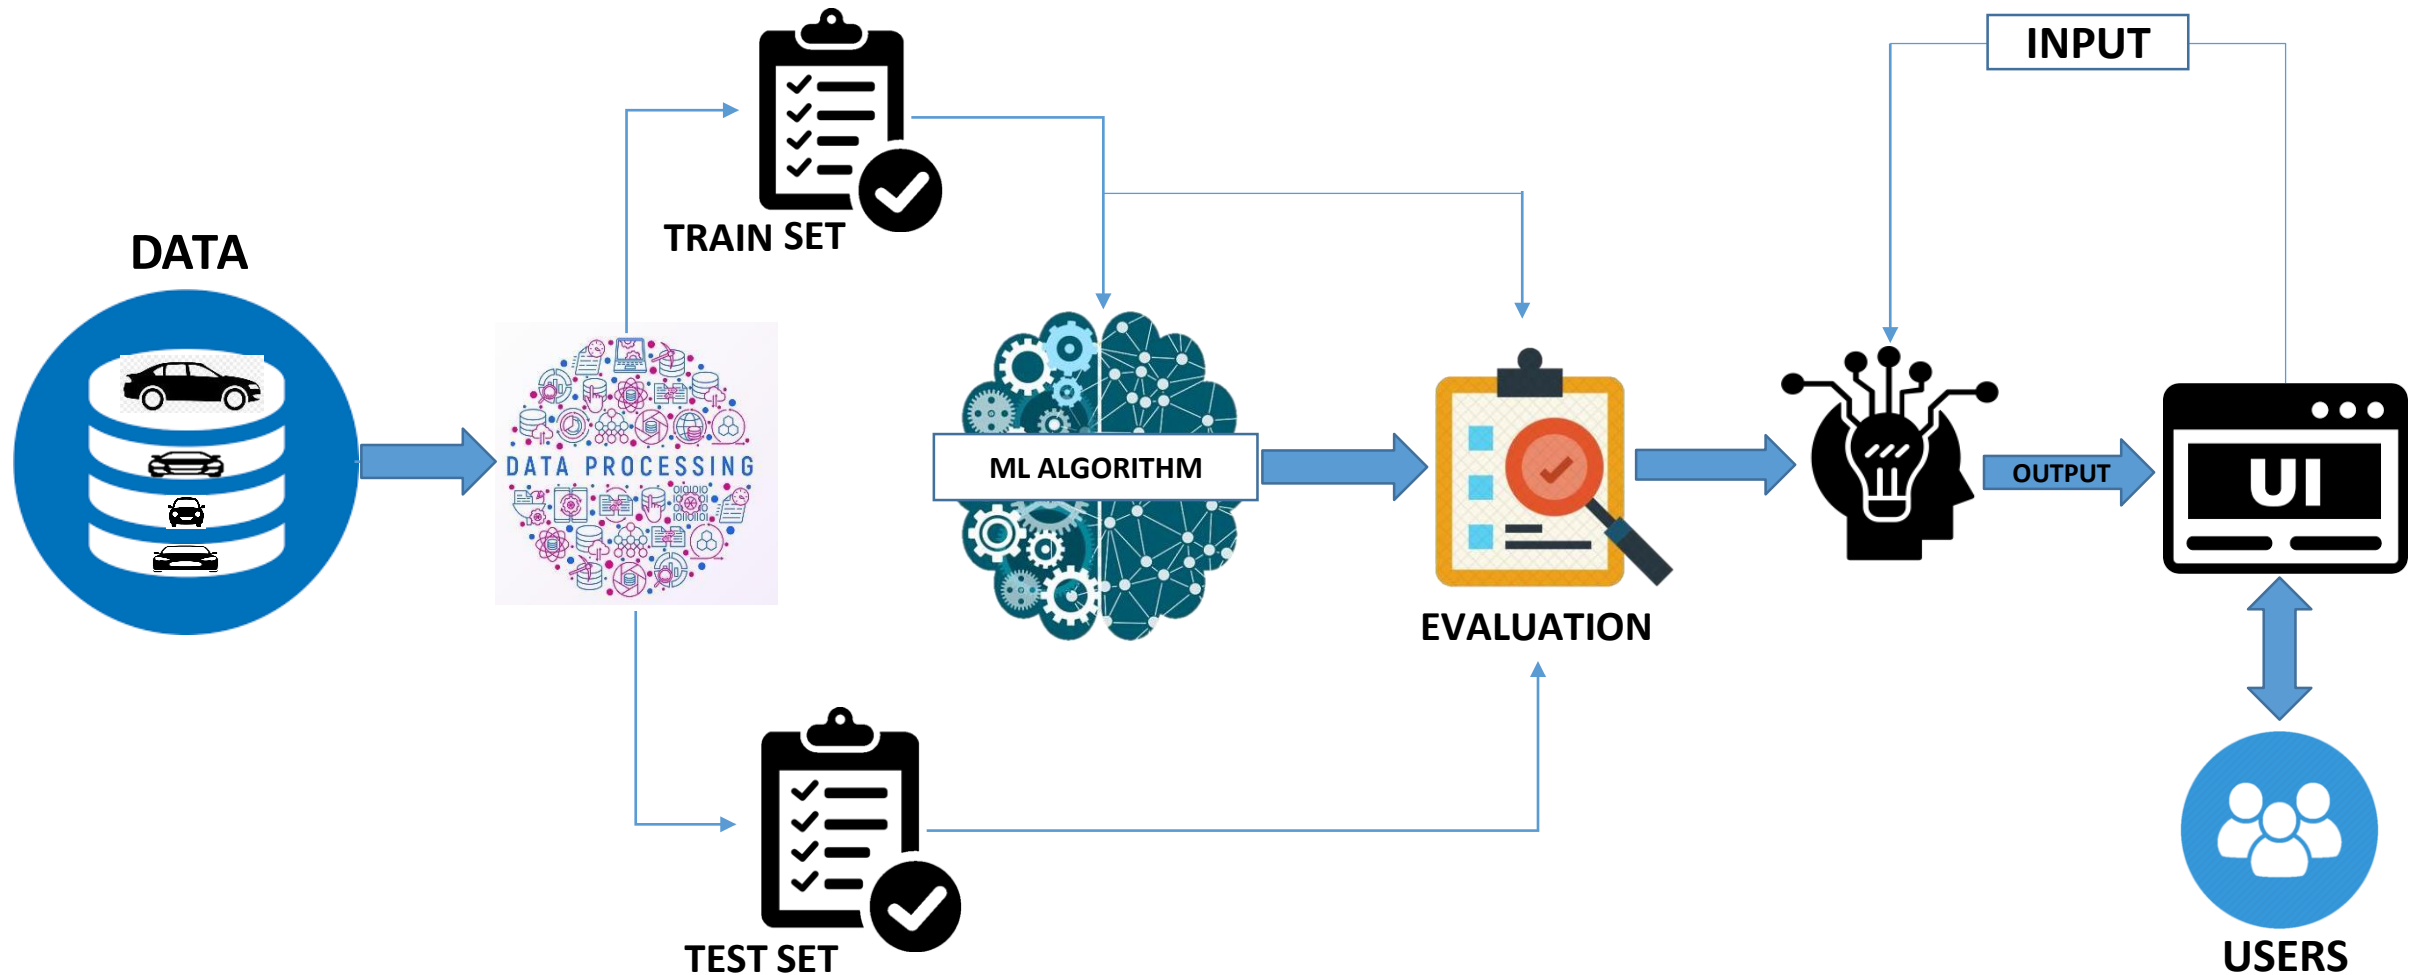 INPUT
TRAIN SET
DATA
DATA PROCESSING
ML ALGORITHM
OUTPUT
UI
EVALUATION
TEST SET
USERS